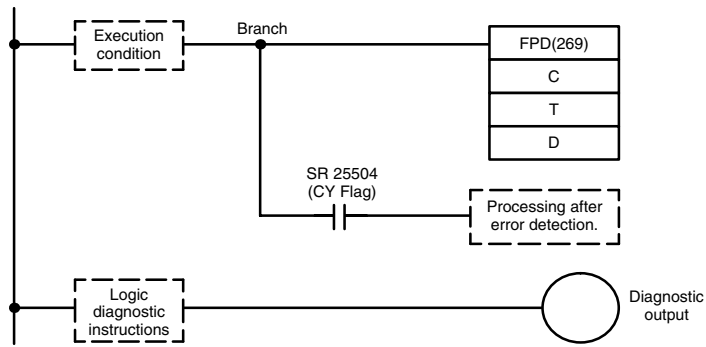 Execution
condition
Branch
FPD(269)
C
T
D
SR 25504
(CY Flag)
Processing after
error detection.
Logic
diagnostic
instructions
Diagnostic
output